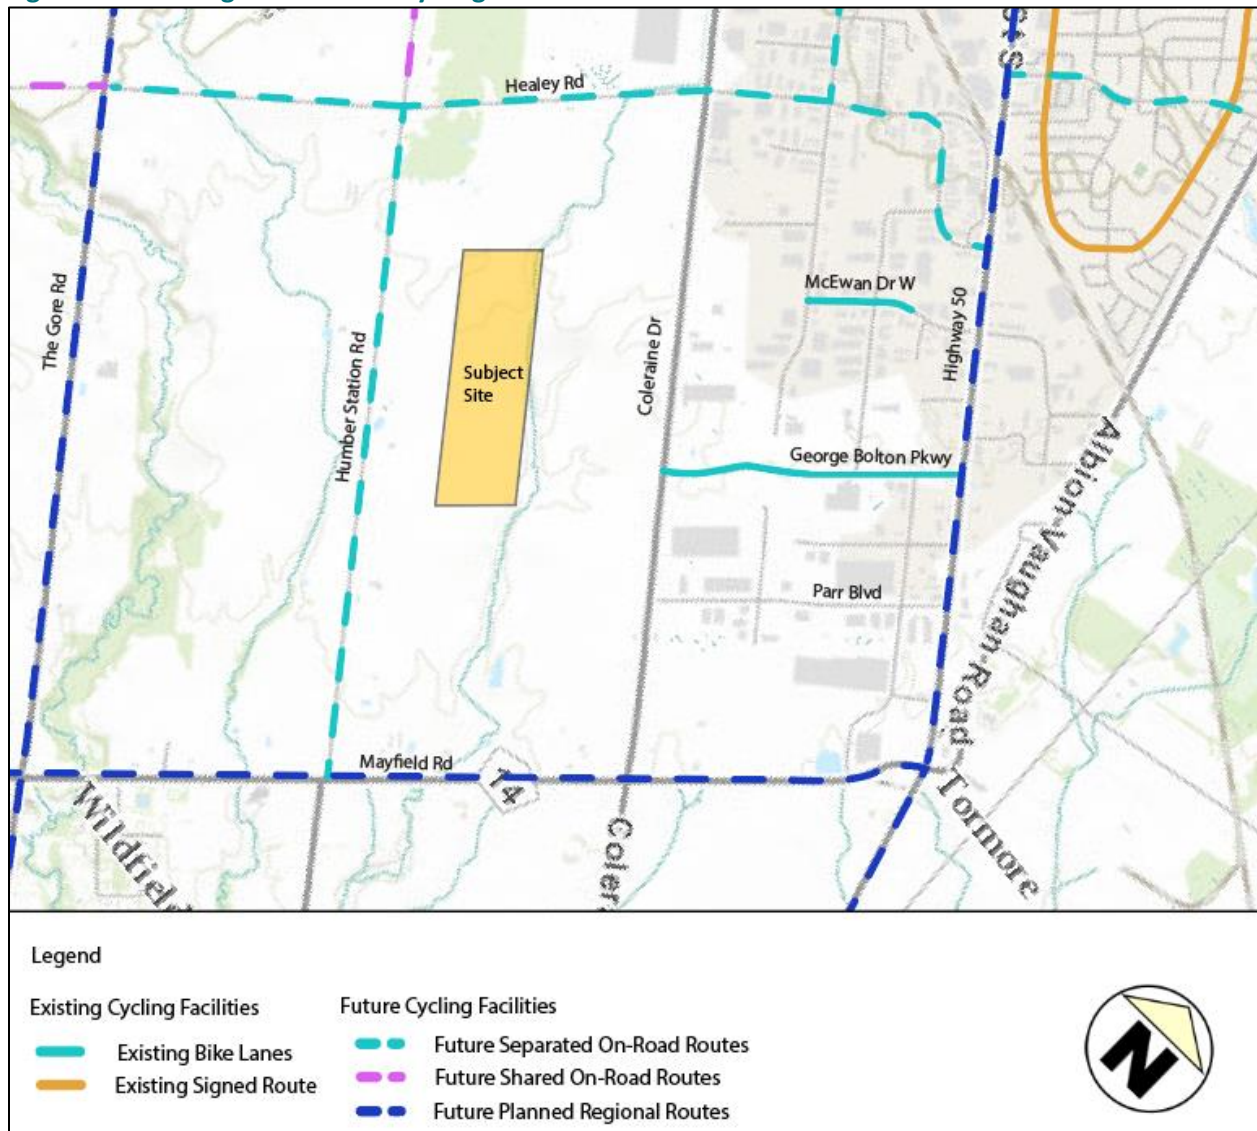 Healey Rd
McEwan Dr W
The Gore Rd
Humber Station Rd
Subject
Site
Coleraine Dr
Highway 50
George Bolton Pkwy
Albion-Vaughan-Road
Parr Blvd
Mayfield Rd
14
Wildfield
Coler
Tormore
Legend
Existing Cycling Facilities
Existing Bike Lanes
Existing Signed Route
Future Cycling Facilities
Future Separated On-Road Routes
Future Shared On-Road Routes
Future Planned Regional Routes
N